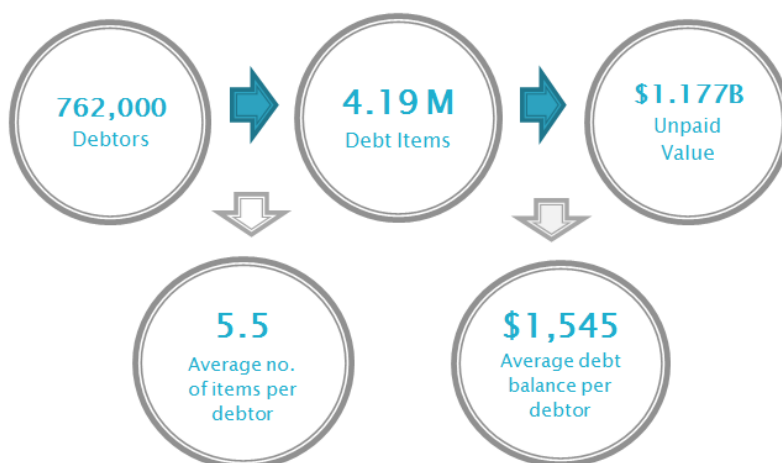 762,000
Debtors
4.19 M
Debt Items
$1.177B
Unpaid
Value
5.5
Average no.
of items per
debtor
$1,545
Average debt
balance per
debtor